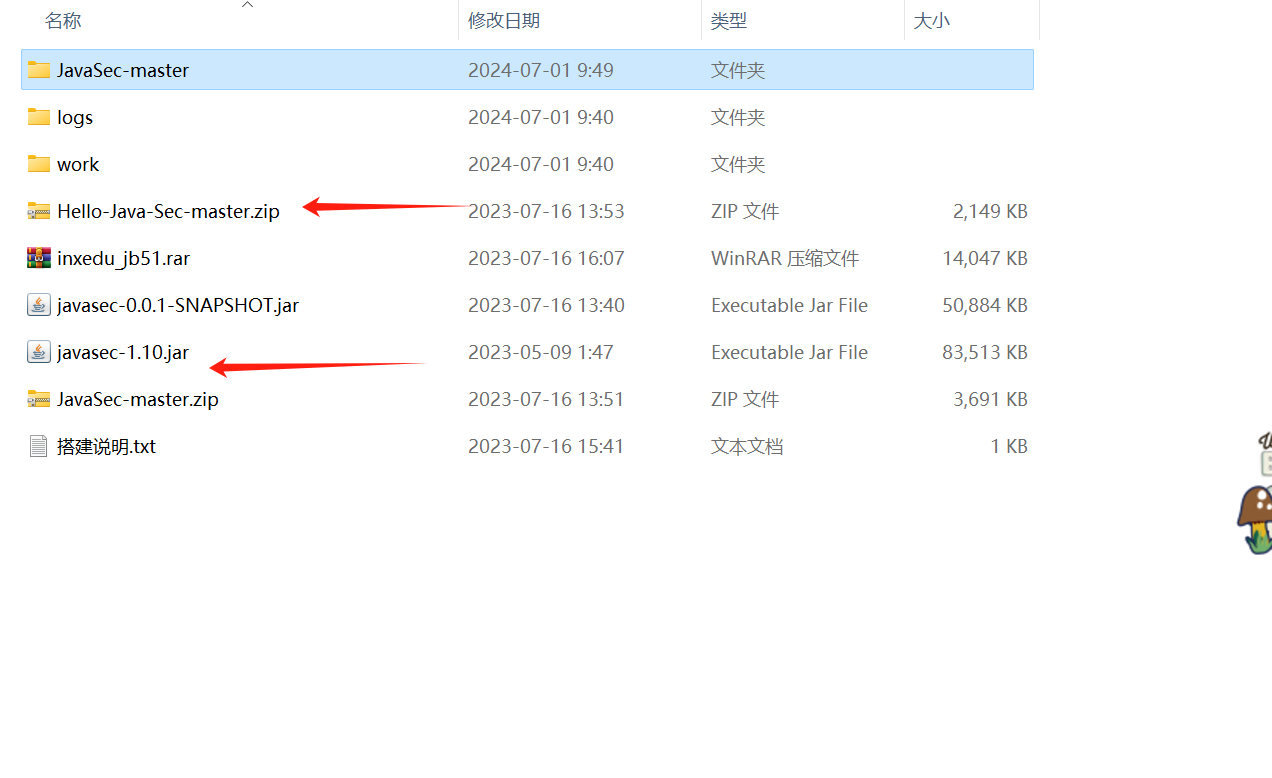 名称 修改日期 类型 大小
JavaSec-master 2024-07-01 9:49 文件夹
logs 2024-07-01 9:40 文件夹
work 2024-07-01 9:40 文件夹
Hello-Java-Sec-master.zip 2023-07-16 13:53 ZIP 文件 2,149 KB
inxedu_jb51.rar 2023-07-16 16:07 WinRAR 压缩文件 14,047 KB
javasec-0.0.1-SNAPSHOT.jar 2023-07-16 13:40 Executable Jar File 50,884 KB
javasec-1.10.jar 2023-05-09 1:47 Executable Jar File 83,513 KB
JavaSec-master.zip 2023-07-16 13:51 ZIP 文件 3,691 KB
搭建说明.txt 2023-07-16 15:41 文本文档 1 KB